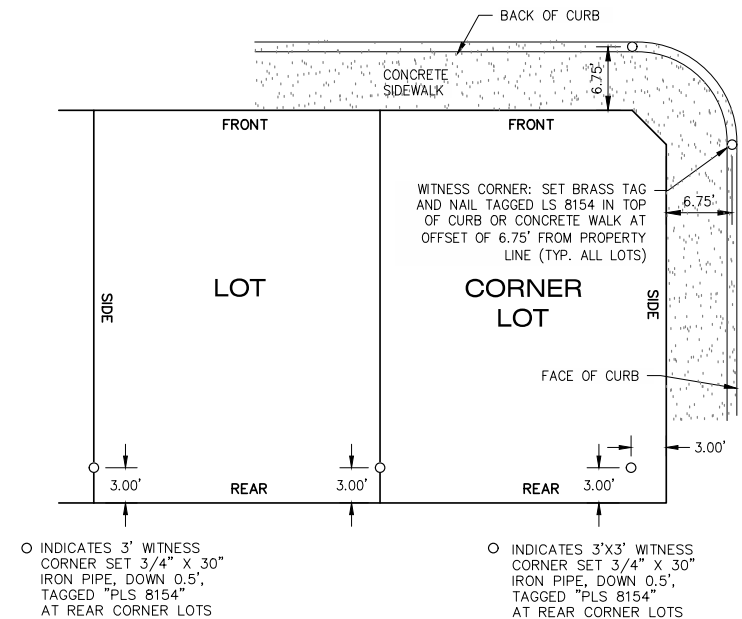 BACK OF CURB
CONCRETE
SIDEWALK
6.75'
FRONT
FRONT
WITNESS CORNER: SET BRASS TAG
AND NAIL TAGGED LS 8154 IN TOP
OF CURB OR CONCRETE WALK AT
OFFSET OF 6.75' FROM PROPERTY
LINE (TYP. ALL LOTS)
6.75'
LOT
CORNER
LOT
SIDE
SIDE
FACE OF CURB
3.00'
3.00'
3.00'
3.00'
REAR
REAR
INDICATES 3' WITNESS
CORNER SET 3/4" X 30"
IRON PIPE, DOWN 0.5',
TAGGED "PLS 8154"
AT REAR CORNER LOTS
INDICATES 3'X3' WITNESS
CORNER SET 3/4" X 30"
IRON PIPE, DOWN 0.5',
TAGGED "PLS 8154"
AT REAR CORNER LOTS